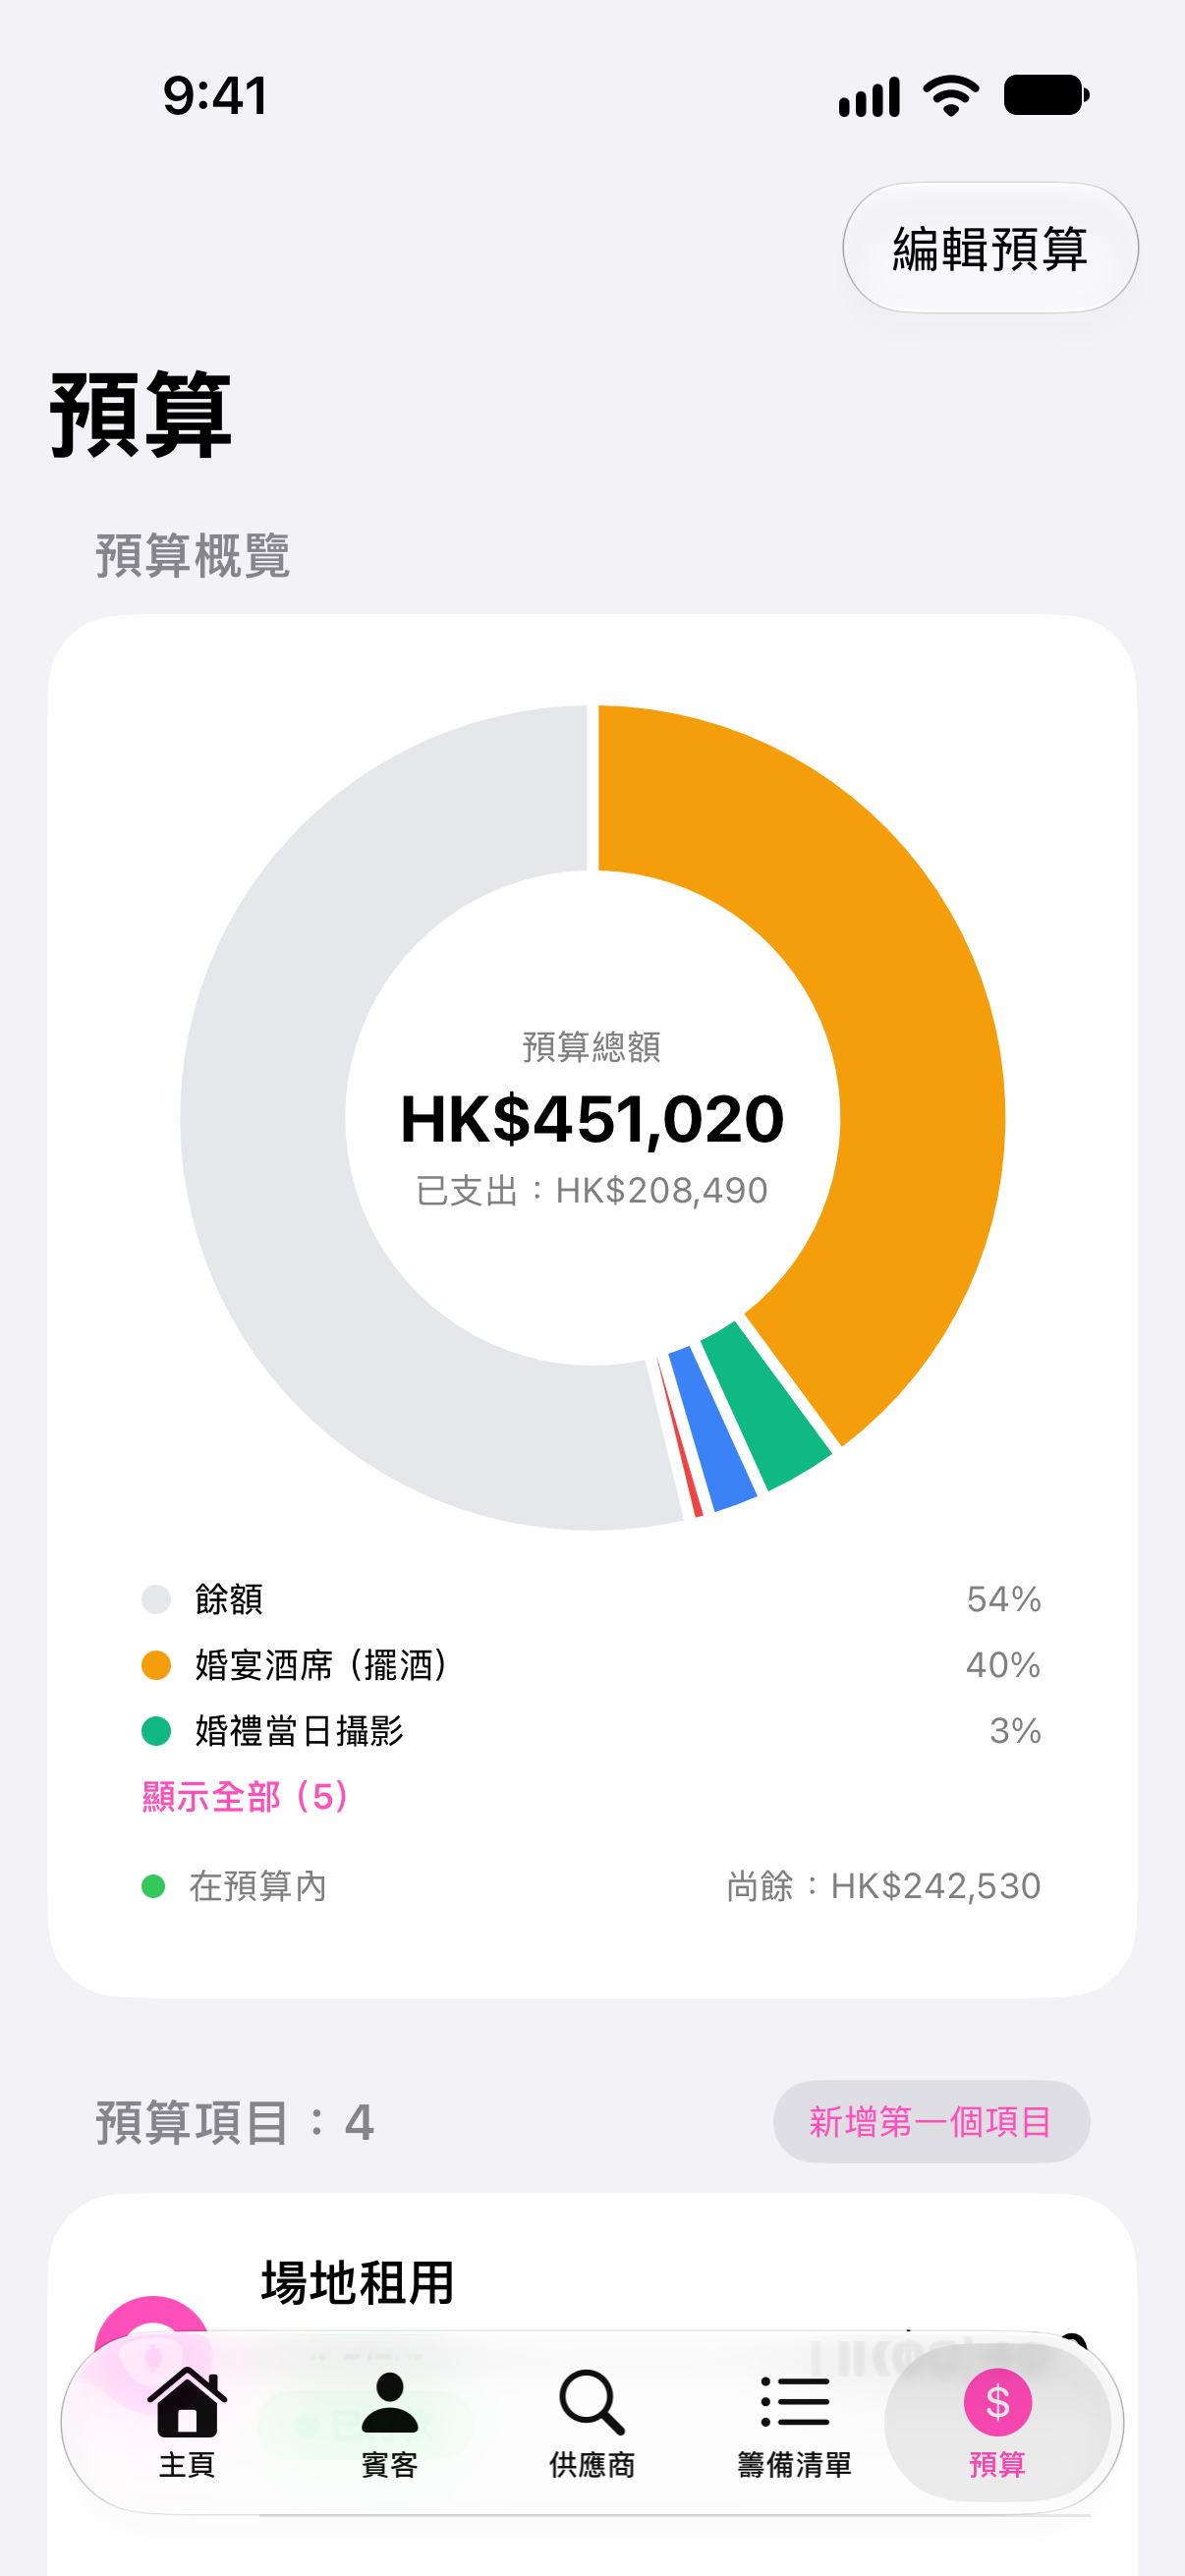 9:41
編輯預算
預算
預算概覽
預算總額
HK$451,020
已支出：HK$208,490
餘額 54%
婚宴酒席（擺酒） 40%
婚禮當日攝影 3%
顯示全部（5）
在預算內 尚餘：HK$242,530
預算項目：4 新增第一個項目
場地租用
主頁 賓客 供應商 籌備清單 預算